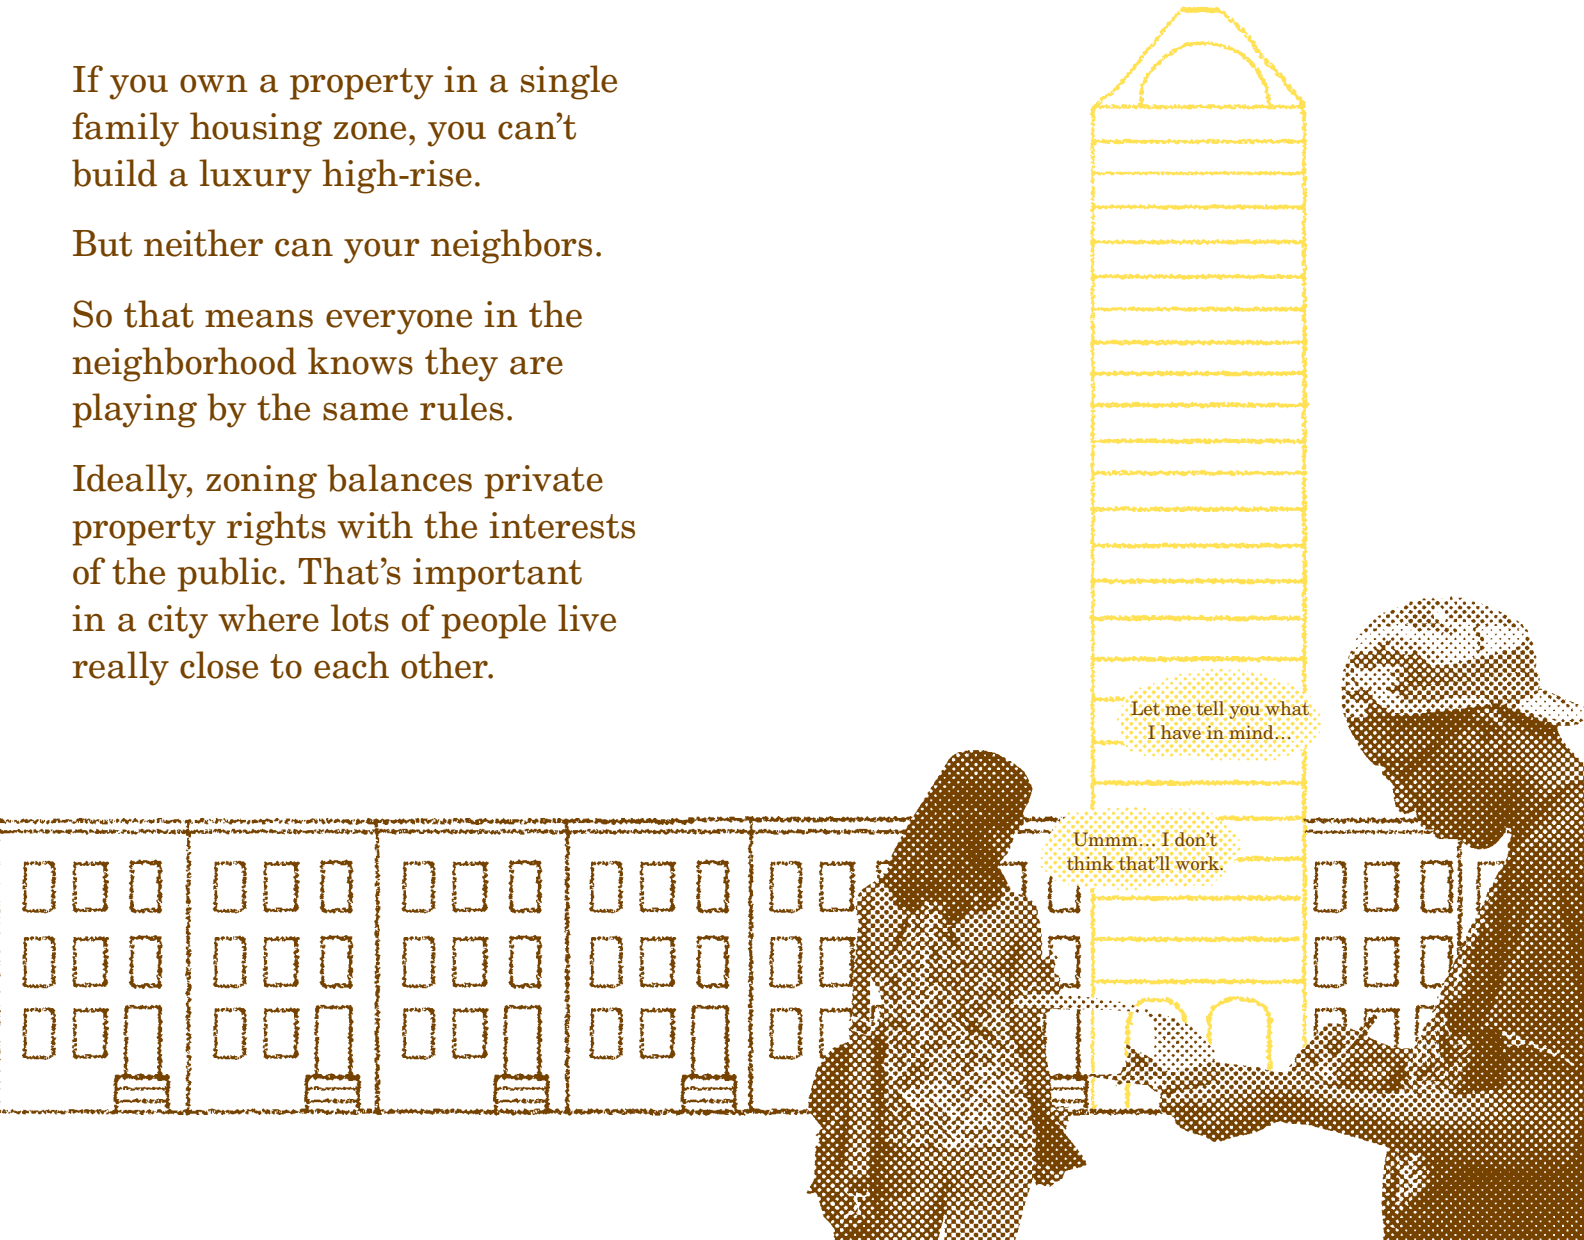 If you own a property in a single
family housing zone, you can’t
build a luxury high-rise.
But neither can your neighbors.
So that means everyone in the
neighborhood knows they are
playing by the same rules.
Ideally, zoning balances private
property rights with the interests
of the public. That’s important
in a city where lots of people live
really close to each other.
Let me tell you what
I have in mind…
Ummm… I don’t
think that’ll work.